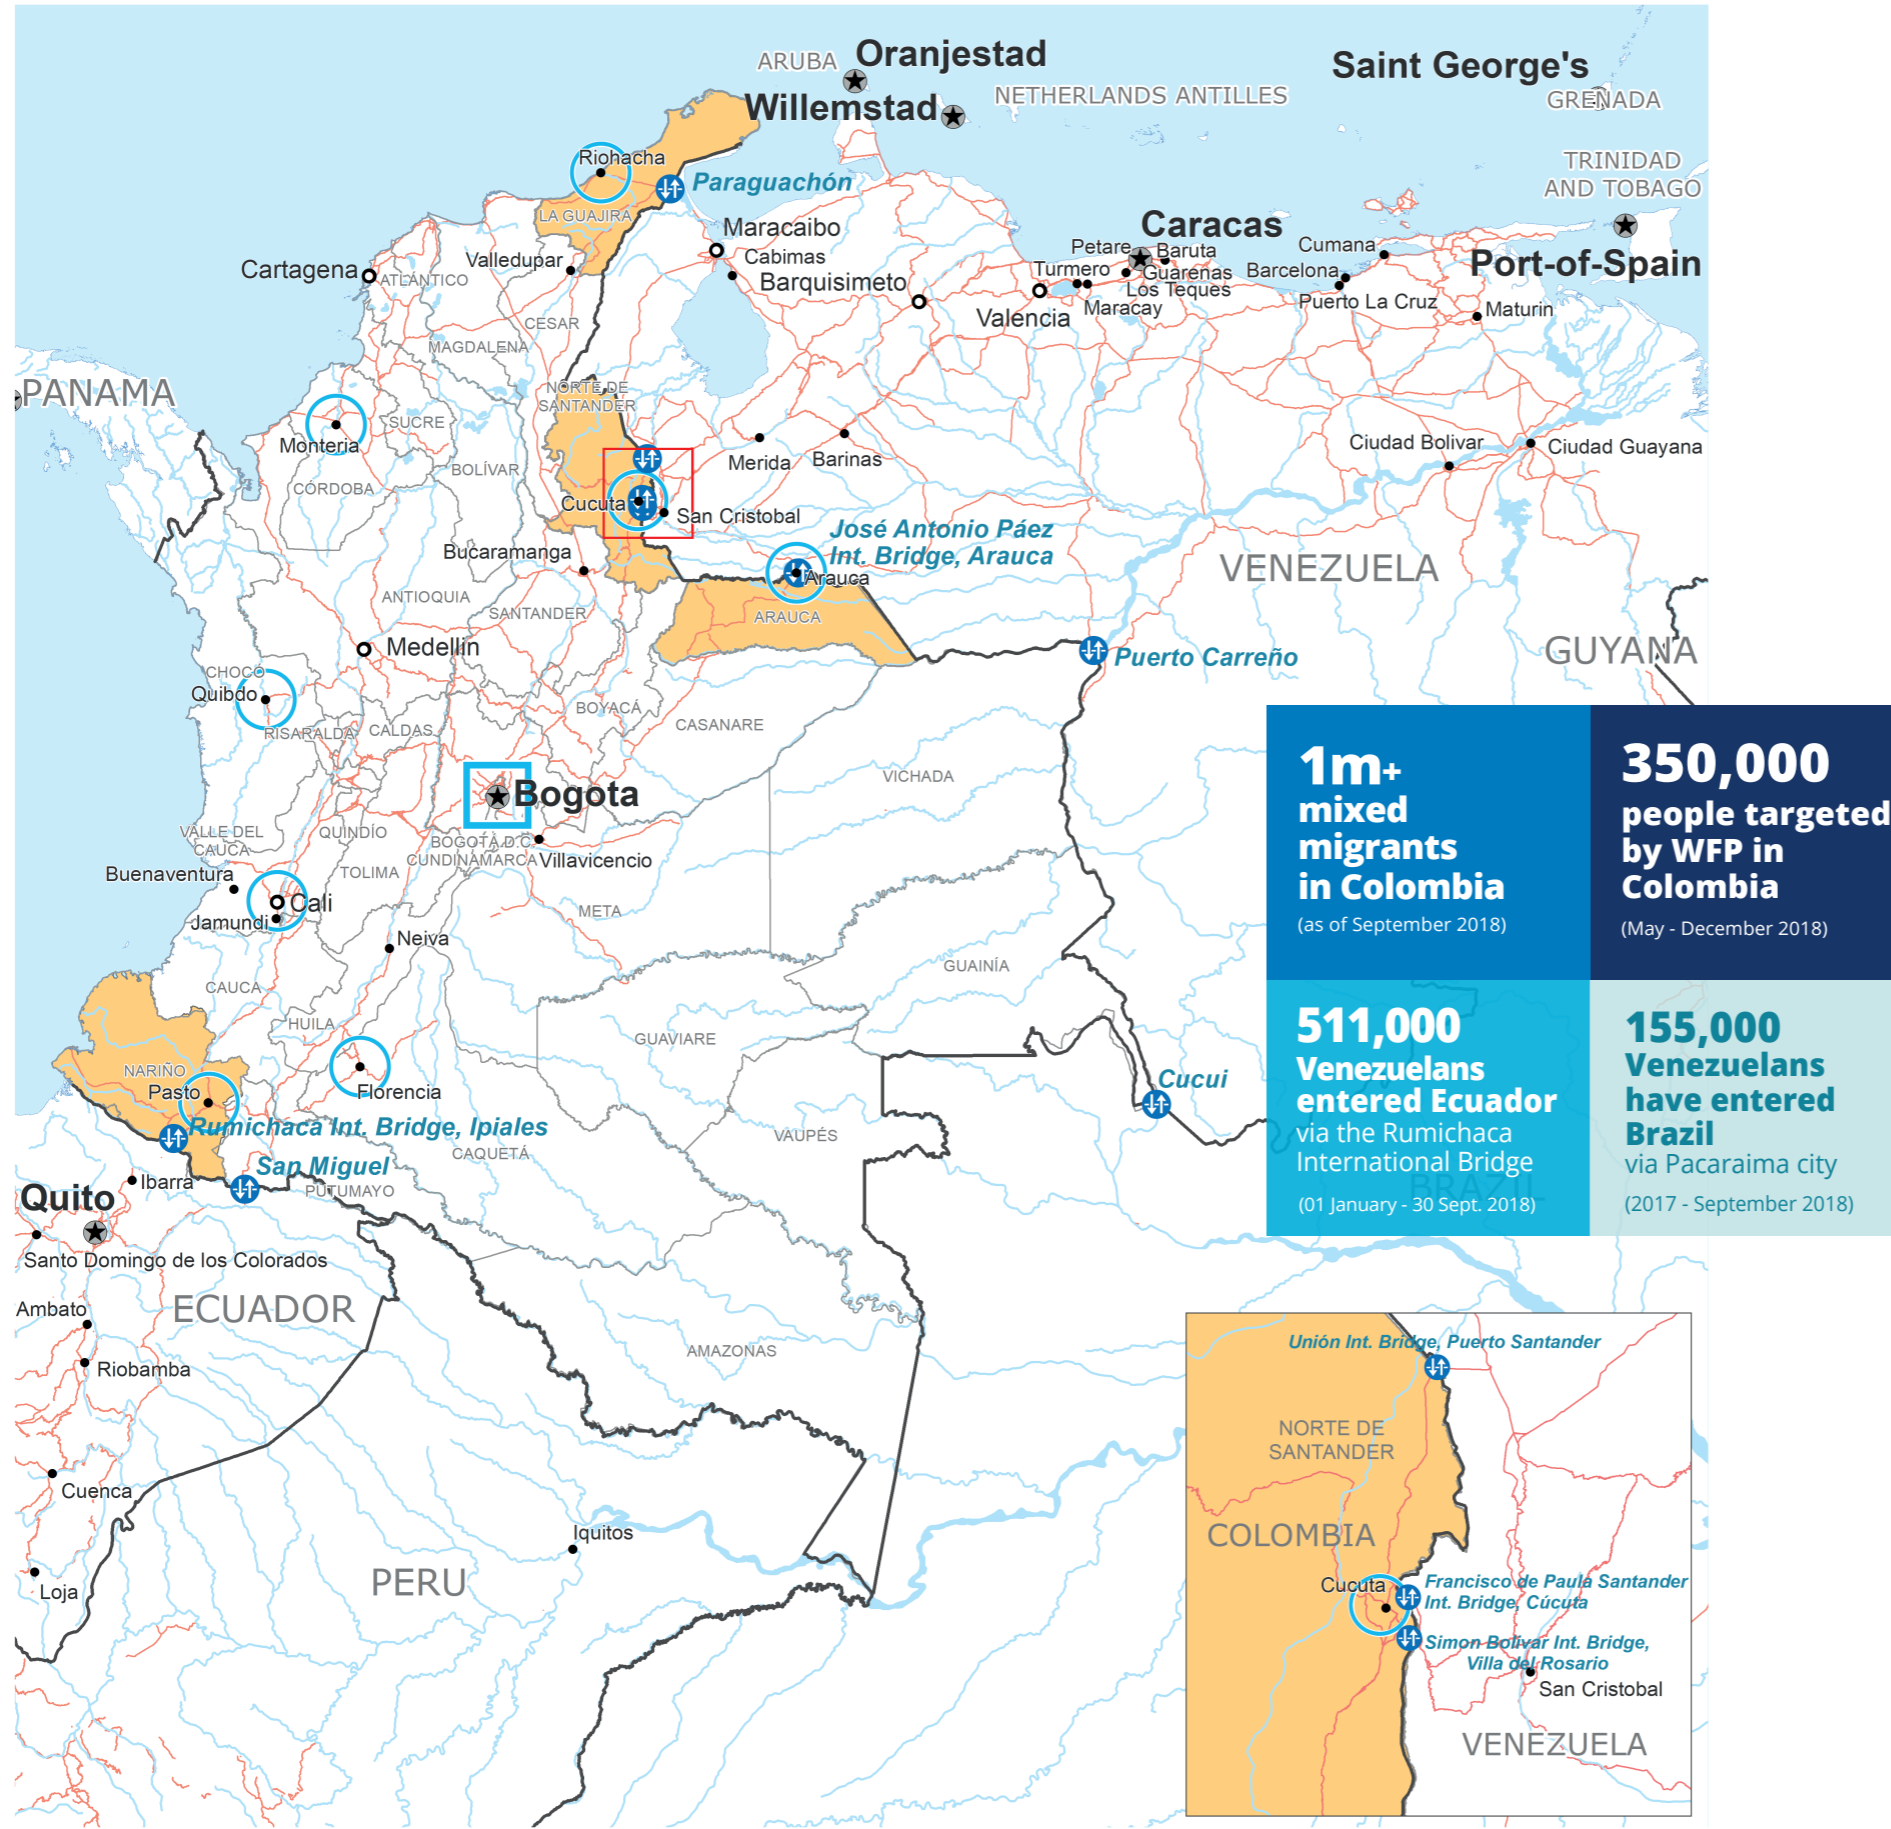 ARUBA
Oranjestad
Willemstad
NETHERLANDS ANTILLES
Saint George's
GRENADA
TRINIDAD
AND TOBAGO
Port-of-Spain
Riohacha
Paraguachón
LA GUAJIRA
Maracaibo
Cabimas
Barquisimeto
Caracas
Petare
Baruta
Turmero
Guarenas
Los Teques
Maracay
Valencia
Cumana
Barcelona
Puerto La Cruz
Maturin
Cartagena
ATLÁNTICO
Valledupar
CESAR
MAGDALENA
PANAMA
NORTE DE
SANTANDER
SUCRE
Monteria
BOLÍVAR
CÓRDOBA
Merida
Barinas
Ciudad Bolivar
Ciudad Guayana
Cucuta
San Cristobal
José Antonio Páez
Int. Bridge, Arauca
Arauca
ARAUCA
Bucaramanga
VENEZUELA
ANTIOQUIA
SANTANDER
Medellin
GUYANA
Puerto Carreño
CHOCÓ
Quibdo
RISARALDA
CALDAS
BOYACÁ
CASANARE
VICHADA
Bogota
BOGOTÁ D.C.
CUNDINAMARCA
Villavicencio
VALLE DEL
CAUCA
QUINDÍO
TOLIMA
Buenaventura
Cali
Jamundi
META
Neiva
CAUCA
GUAINÍA
HUILA
GUAVIARE
NARIÑO
Pasto
Florencia
Cucui
Rumichaca Int. Bridge, Ipiales
CAQUETÁ
VAUPÉS
San Miguel
PUTUMAYO
Ibarra
Quito
Santo Domingo de los Colorados
Ambato
ECUADOR
Riobamba
AMAZONAS
Cuenca
Iquitos
PERU
Loja
1m+
mixed
migrants
in Colombia
(as of September 2018)
350,000
people targeted
by WFP in
Colombia
(May - December 2018)
511,000
Venezuelans
entered Ecuador
via the Rumichaca
International Bridge
(01 January - 30 Sept. 2018)
155,000
Venezuelans
have entered
Brazil
via Pacaraima city
(2017 - September 2018)
BRAZIL
Unión Int. Bridge, Puerto Santander
NORTE DE
SANTANDER
COLOMBIA
Cucuta
Francisco de Paula Santander
Int. Bridge, Cúcuta
Simon Bolivar Int. Bridge,
Villa del Rosario
San Cristobal
VENEZUELA